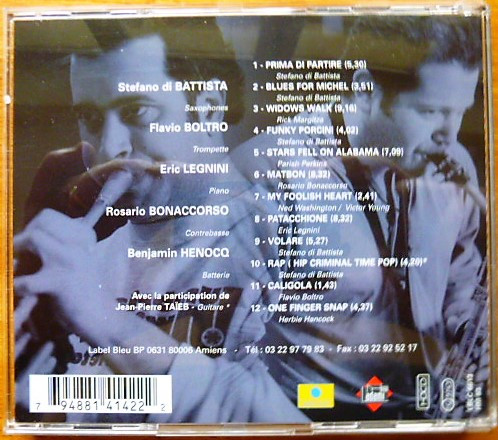 Stefano di BATTISTA
Saxophones
Flavio BOLTRO
Trompette
Eric LEGNINI
Piano
Rosario BONACCORSO
Contrebasse
Benjamin HENOCQ
Batterie
Avec la participation de
Jean-Pierre TAÏEB - Guitare *
1 - PRIMA DI PARTIRE (5,30)
Stefano di Battista
2 - BLUES FOR MICHEL (3,51)
Stefano di Battista
3 - WIDOWS WALK (9,16)
Rick Margitza
4 - FUNKY PORCINI (4,03)
Stefano di Battista
5 - STARS FELL ON ALABAMA (7,09)
Parish Perkins
6 - MATBON (8,32)
Rosario Bonaccorso
7 - MY FOOLISH HEART (2,41)
Ned Washington / Victor Young
8 - PATACCHIONE (6,32)
Eric Legnini
9 - VOLARE (5,27)
Stefano di Battista
10 - RAP ( HIP CRIMINAL TIME POP) (4,20)*
Stefano di Battista
11 - CALIGOLA (1,43)
Flavio Boltro
12 - ONE FINGER SNAP (4,37)
Herbie Hancock
Label Bleu BP 0631 80006 Amiens - Tél : 03 22 97 79 83 - Fax : 03 22 92 52 17
7 94881 41422 2